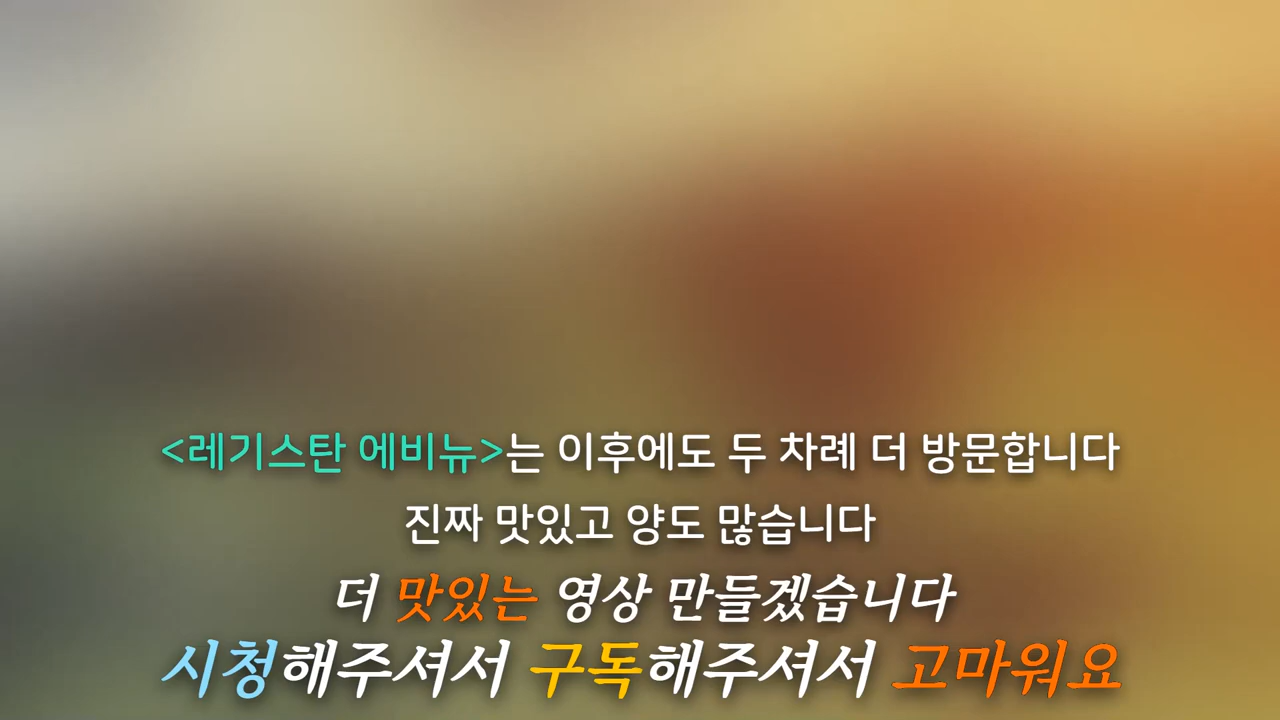 <레기스탄 에비뉴>는 이후에도 두 차례 더 방문합니다
진짜 맛있고 양도 많습니다
더 맛있는 영상 만들겠습니다
시청해주셔서 구독해주셔서 고마워요